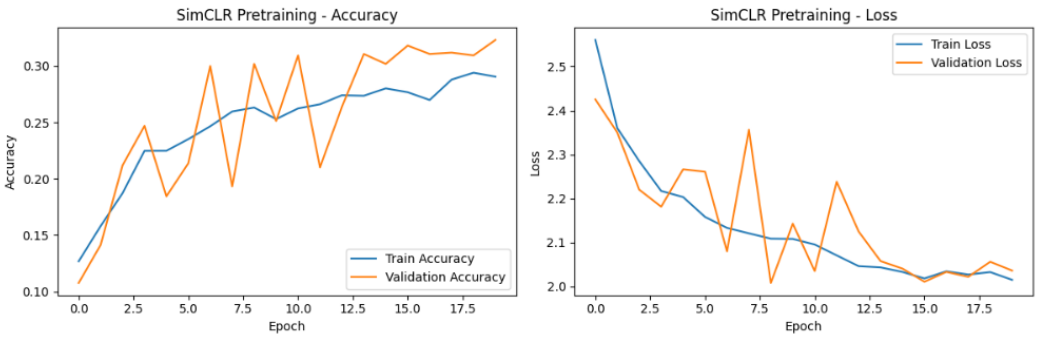 SimCLR Pretraining - Accuracy
0.30
0.25
0.20
0.15
0.10
Accuracy
Train Accuracy
Validation Accuracy
0.0 2.5 5.0 7.5 10.0 12.5 15.0 17.5
Epoch
SimCLR Pretraining - Loss
Train Loss
Validation Loss
2.5
2.4
2.3
2.2
2.1
2.0
Loss
0.0 2.5 5.0 7.5 10.0 12.5 15.0 17.5
Epoch